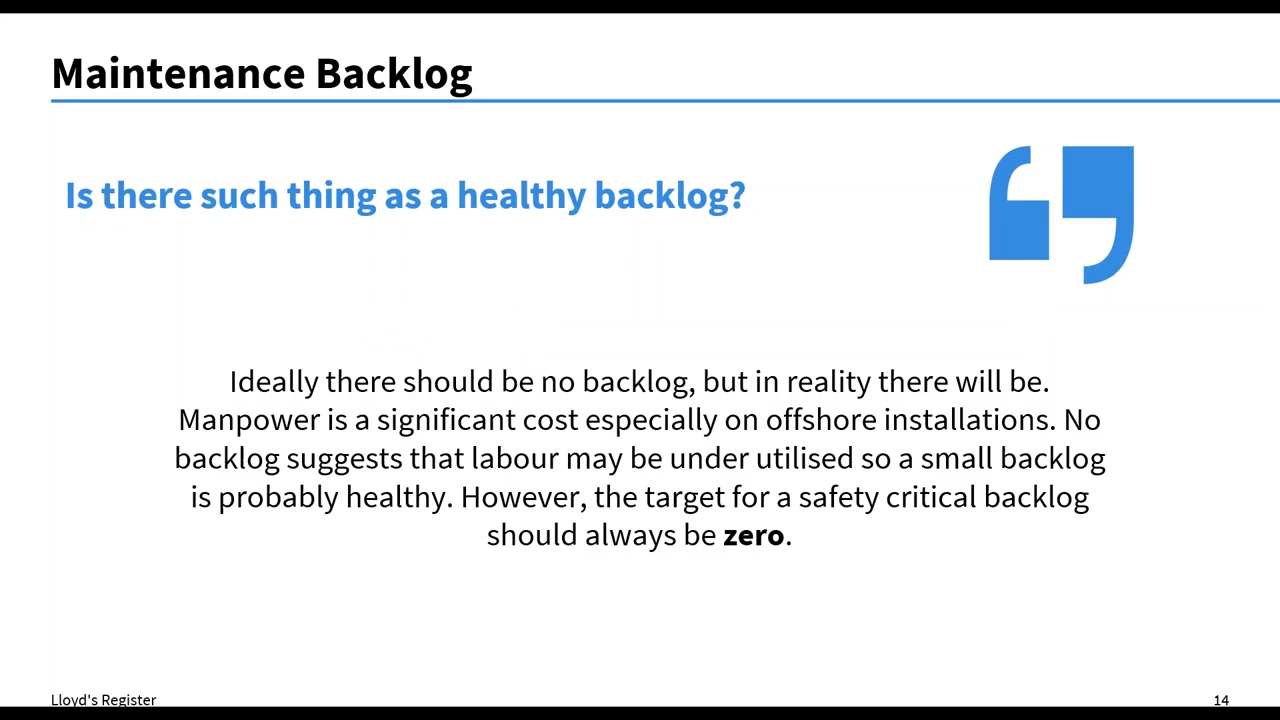 Maintenance Backlog
Is there such thing as a healthy backlog?
Ideally there should be no backlog, but in reality there will be.
Manpower is a significant cost especially on offshore installations. No
backlog suggests that labour may be under utilised so a small backlog
is probably healthy. However, the target for a safety critical backlog
should always be zero.
Lloyd's Register
14